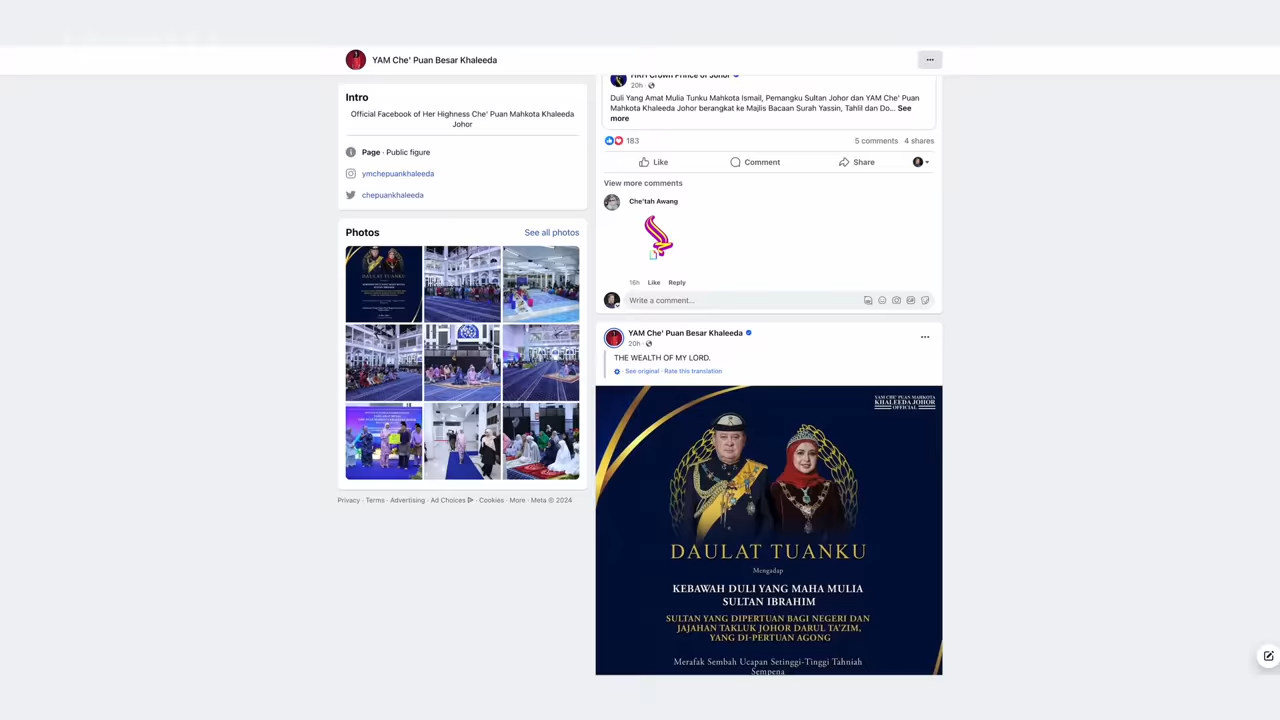 YAM Che' Puan Besar Khaleeda
Intro
Official Facebook of Her Highness Che' Puan Mahkota Khaleeda
Johor
Page · Public figure
ymchepuankhaleeda
chepuankhaleeda
Photos
See all photos
DAULAT TUANKU
Privacy · Terms · Advertising · Ad Choices · Cookies · More · Meta © 2024
HRH Crown Prince of Johor
20h ·
Duli Yang Amat Mulia Tunku Mahkota Ismail, Pemangku Sultan Johor dan YAM Che' Puan
Mahkota Khaleeda Johor berangkat ke Majlis Bacaan Surah Yassin, Tahlil dan Do... See
more
183
5 comments 4 shares
Like Comment Share
View more comments
Che'tah Awang
16h Like Reply
Write a comment...
YAM Che' Puan Besar Khaleeda
20h ·
THE WEALTH OF MY LORD.
· See original · Rate this translation
YAM CHE' PUAN MAHKOTA
KHALEEDA JOHOR
OFFICIAL
DAULAT TUANKU
Mengadap
KEBAWAH DULI YANG MAHA MULIA
SULTAN IBRAHIM
SULTAN YANG DIPERTUAN BAGI NEGERI DAN
JAJAHAN TAKLUK JOHOR DARUL TA'ZIM,
YANG DI-PERTUAN AGONG
Merafak Sembah Ucapan Setinggi-Tinggi Tahniah
Sempena